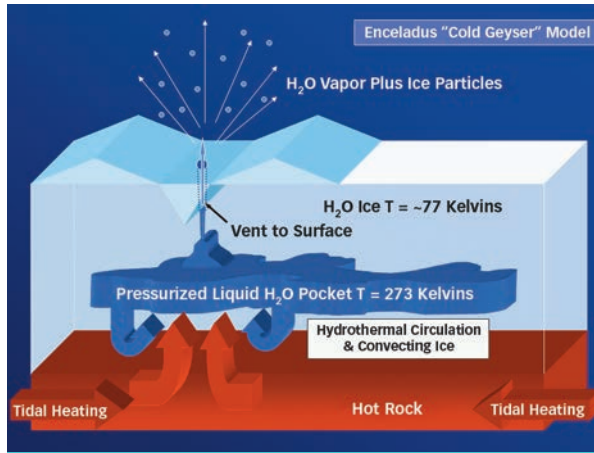 Enceladus "Cold Geyser" Model
H₂O Vapor Plus Ice Particles
H₂O Ice T = ~77 Kelvins
Vent to Surface
Pressurized Liquid H₂O Pocket T = 273 Kelvins
Hydrothermal Circulation
& Convecting Ice
Tidal Heating
Hot Rock
Tidal Heating